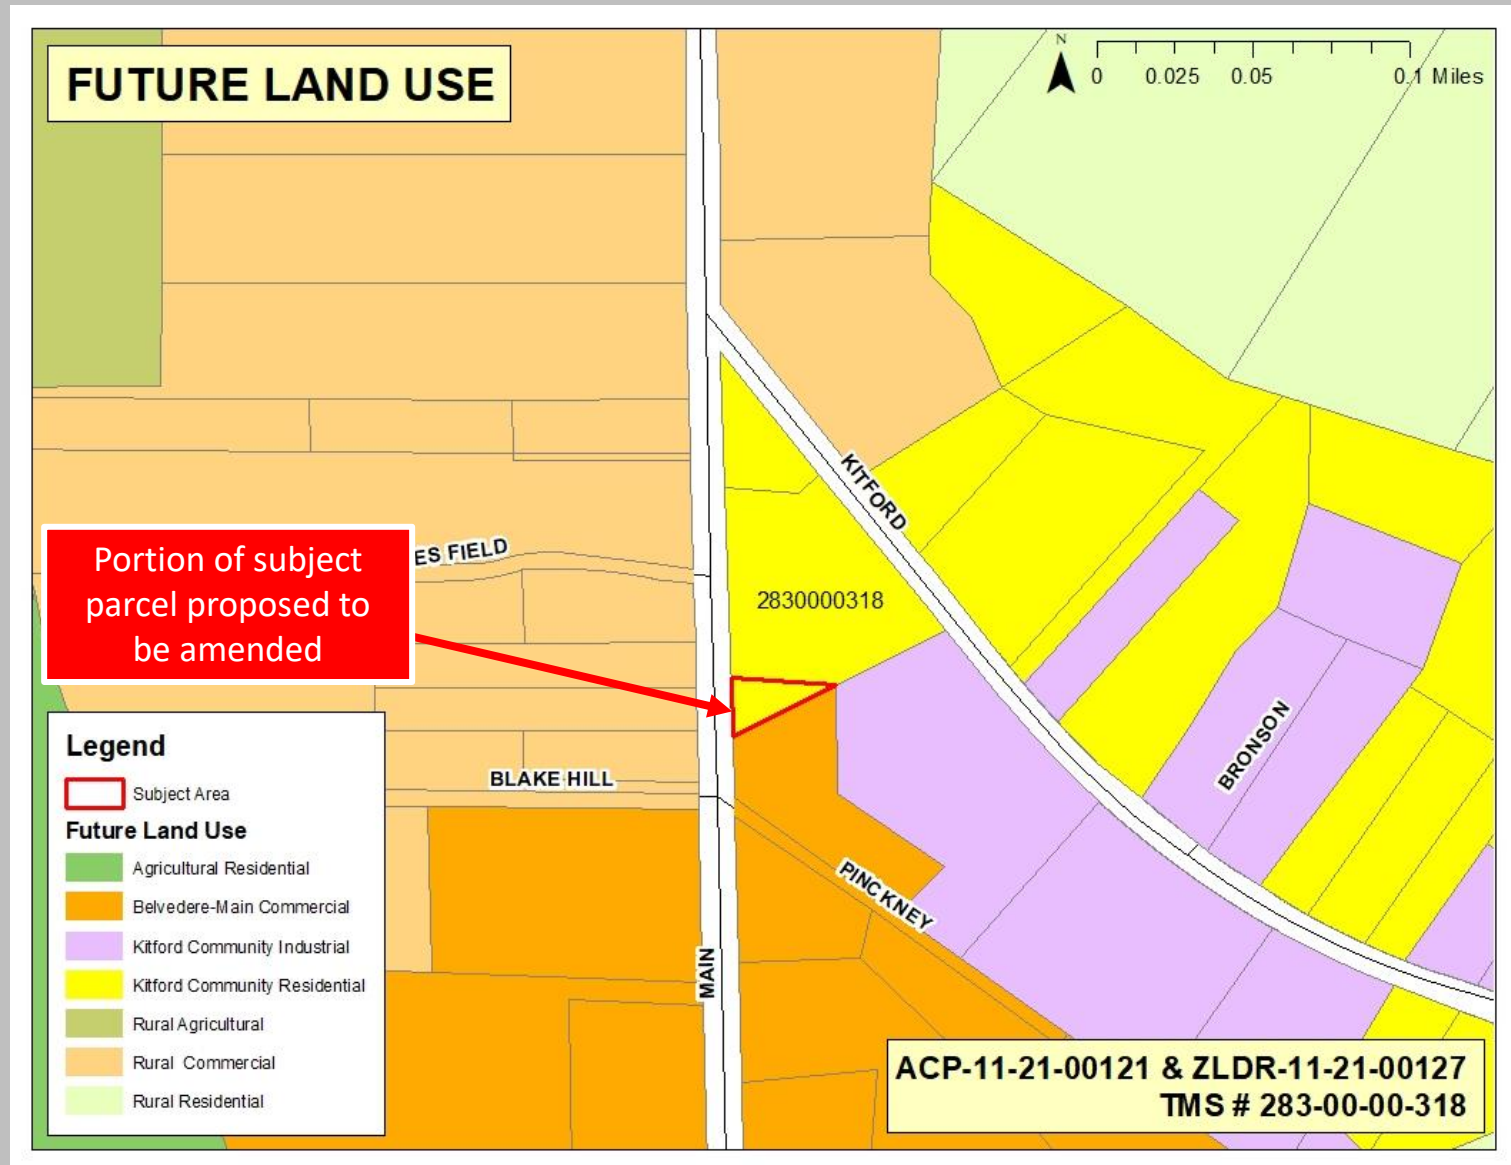 FUTURE LAND USE
N
0 0.025 0.05 0.1 Miles
KITFORD
ES FIELD
Portion of subject
parcel proposed to
be amended
2830000318
BLAKE HILL
BRONSON
PINCKNEY
MAIN
Legend
Subject Area
Future Land Use
Agricultural Residential
Belvedere-Main Commercial
Kitford Community Industrial
Kitford Community Residential
Rural Agricultural
Rural Commercial
Rural Residential
ACP-11-21-00121 & ZLDR-11-21-00127
TMS # 283-00-00-318